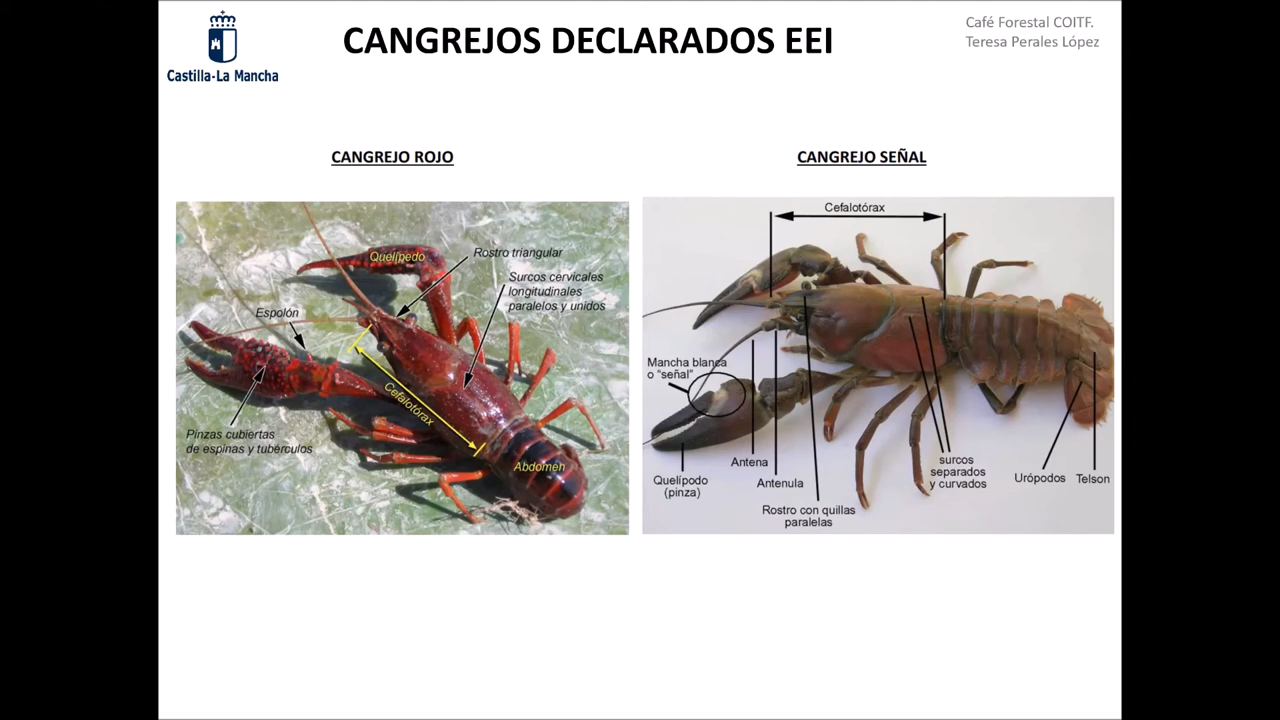 Castilla-La Mancha
CANGREJOS DECLARADOS EEI
Café Forestal COITF.
Teresa Perales López
CANGREJO ROJO
Quelípedo
Rostro triangular
Surcos cervicales
longitudinales
paralelos y unidos
Espolón
Cefalotórax
Pinzas cubiertas
de espinas y tubérculos
Abdomen
CANGREJO SEÑAL
Cefalotórax
Mancha blanca
o "señal"
Quelípodo
(pinza)
Antena
Antenula
Rostro con quillas
paralelas
surcos
separados
y curvados
Urópodos
Telson